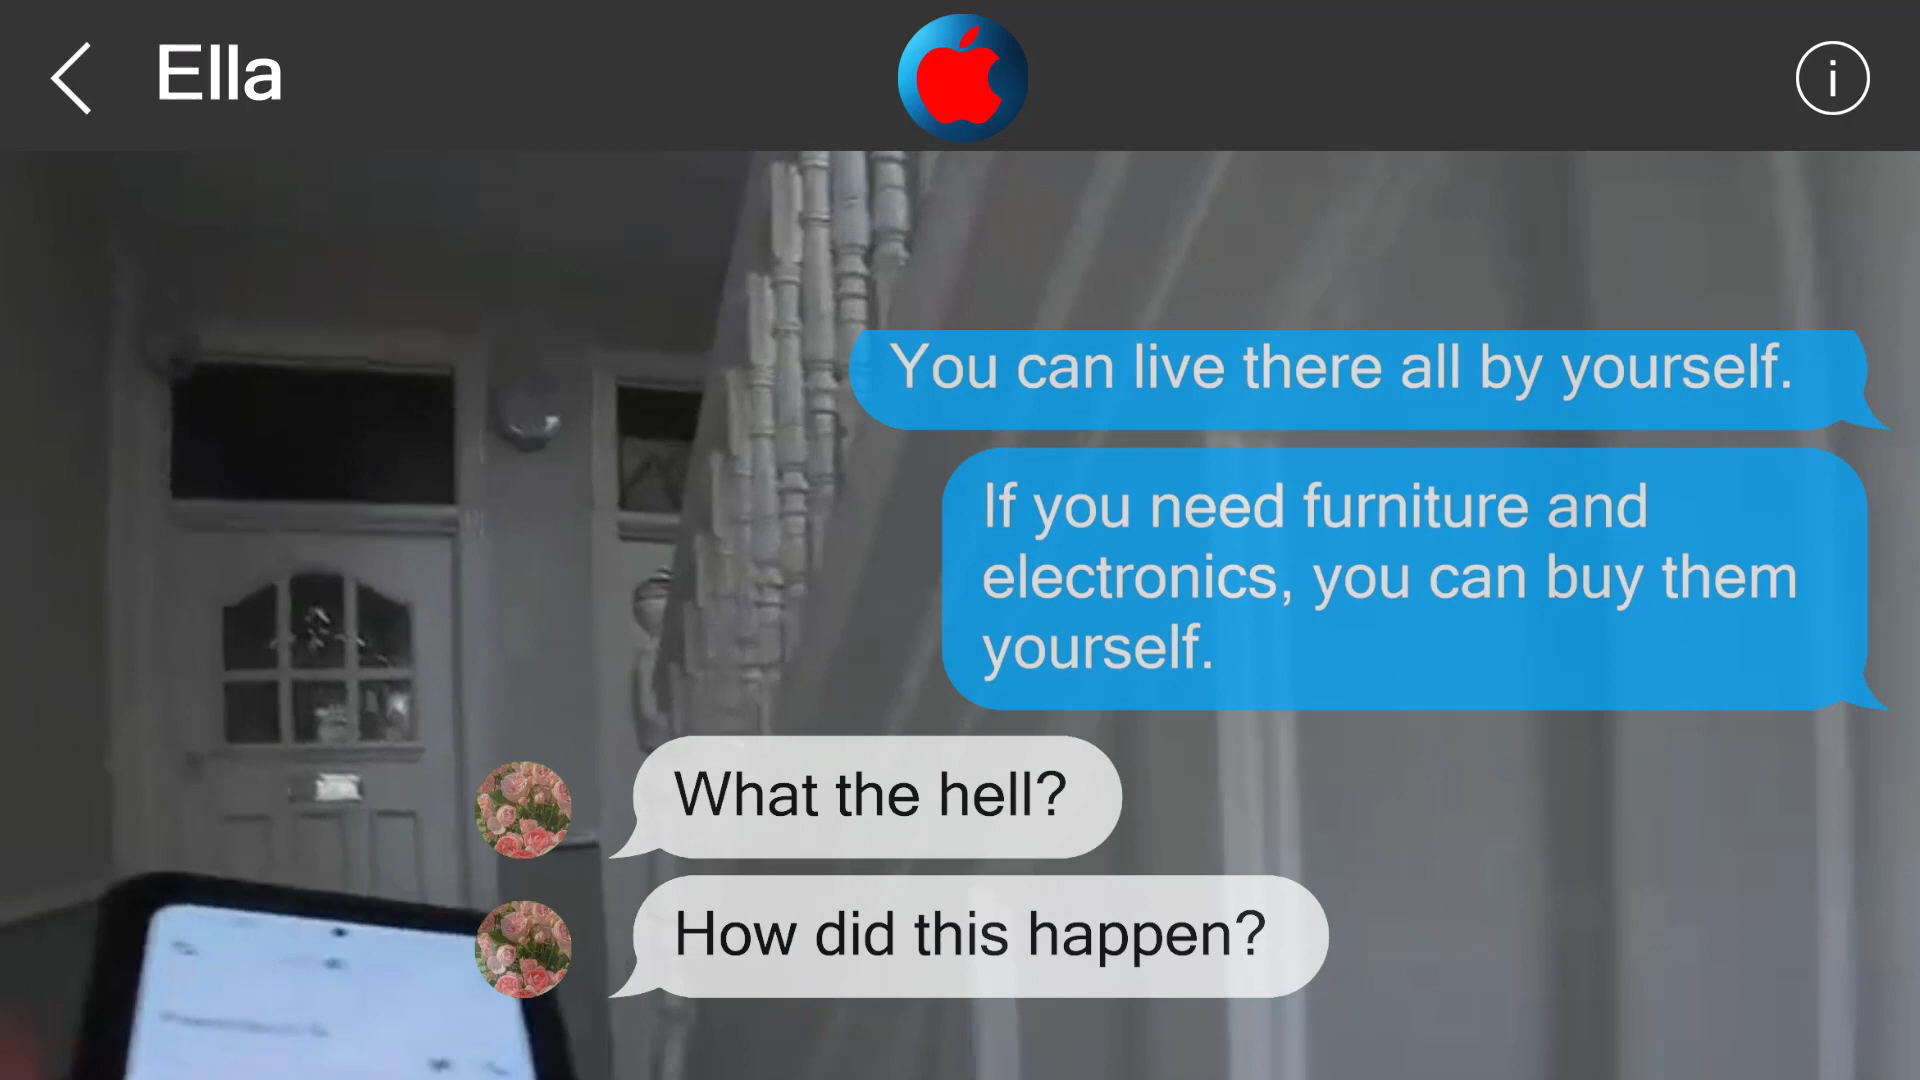 Ella
i
You can live there all by yourself.
If you need furniture and
electronics, you can buy them
yourself.
What the hell?
How did this happen?